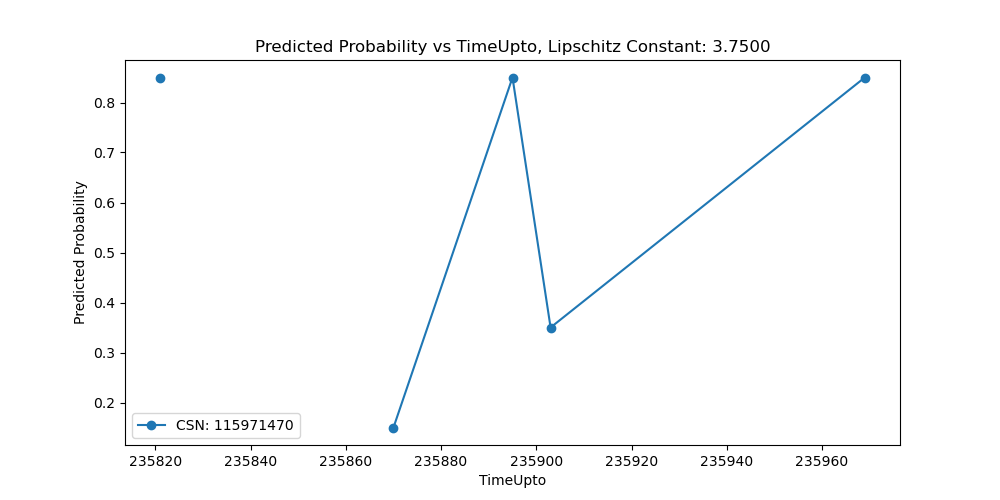 Predicted Probability vs TimeUpto, Lipschitz Constant: 3.7500
Predicted Probability
0.8
0.7
0.6
0.5
0.4
0.3
0.2
CSN: 115971470
235820 235840 235860 235880 235900 235920 235940 235960
TimeUpto